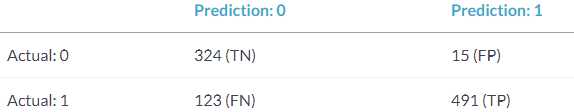 Prediction: 0 Prediction: 1
Actual: 0 324 (TN) 15 (FP)
Actual: 1 123 (FN) 491 (TP)